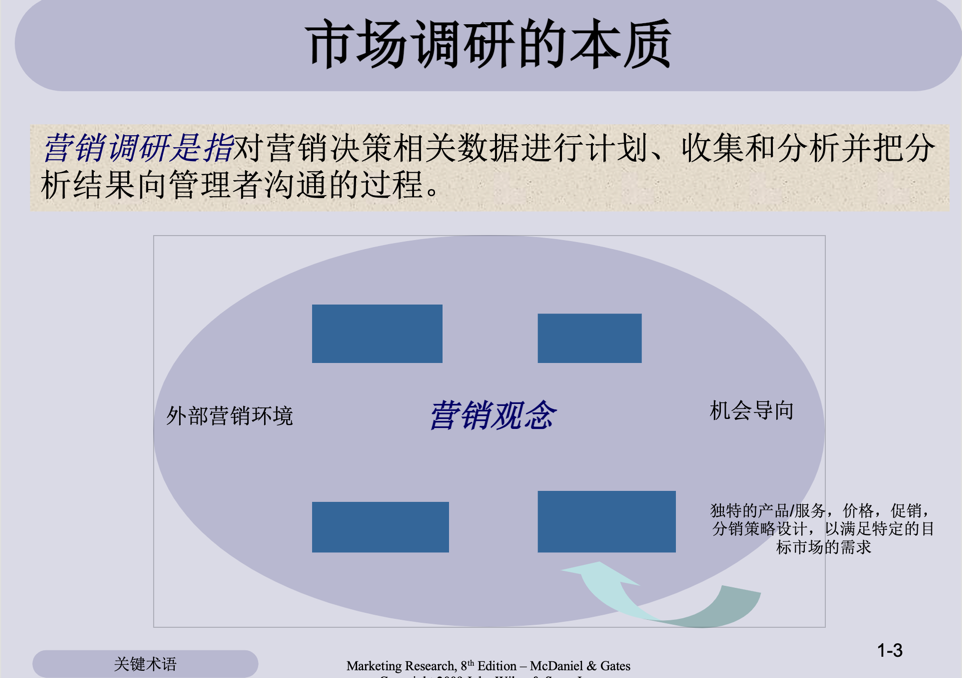 市场调研的本质
营销调研是指对营销决策相关数据进行计划、收集和分析并把分
析结果向管理者沟通的过程。
外部营销环境
营销观念
机会导向
独特的产品/服务，价格，促销，
分销策略设计，以满足特定的目
标市场的需求
1-3
关键术语
Marketing Research, 8th Edition – McDaniel & Gates